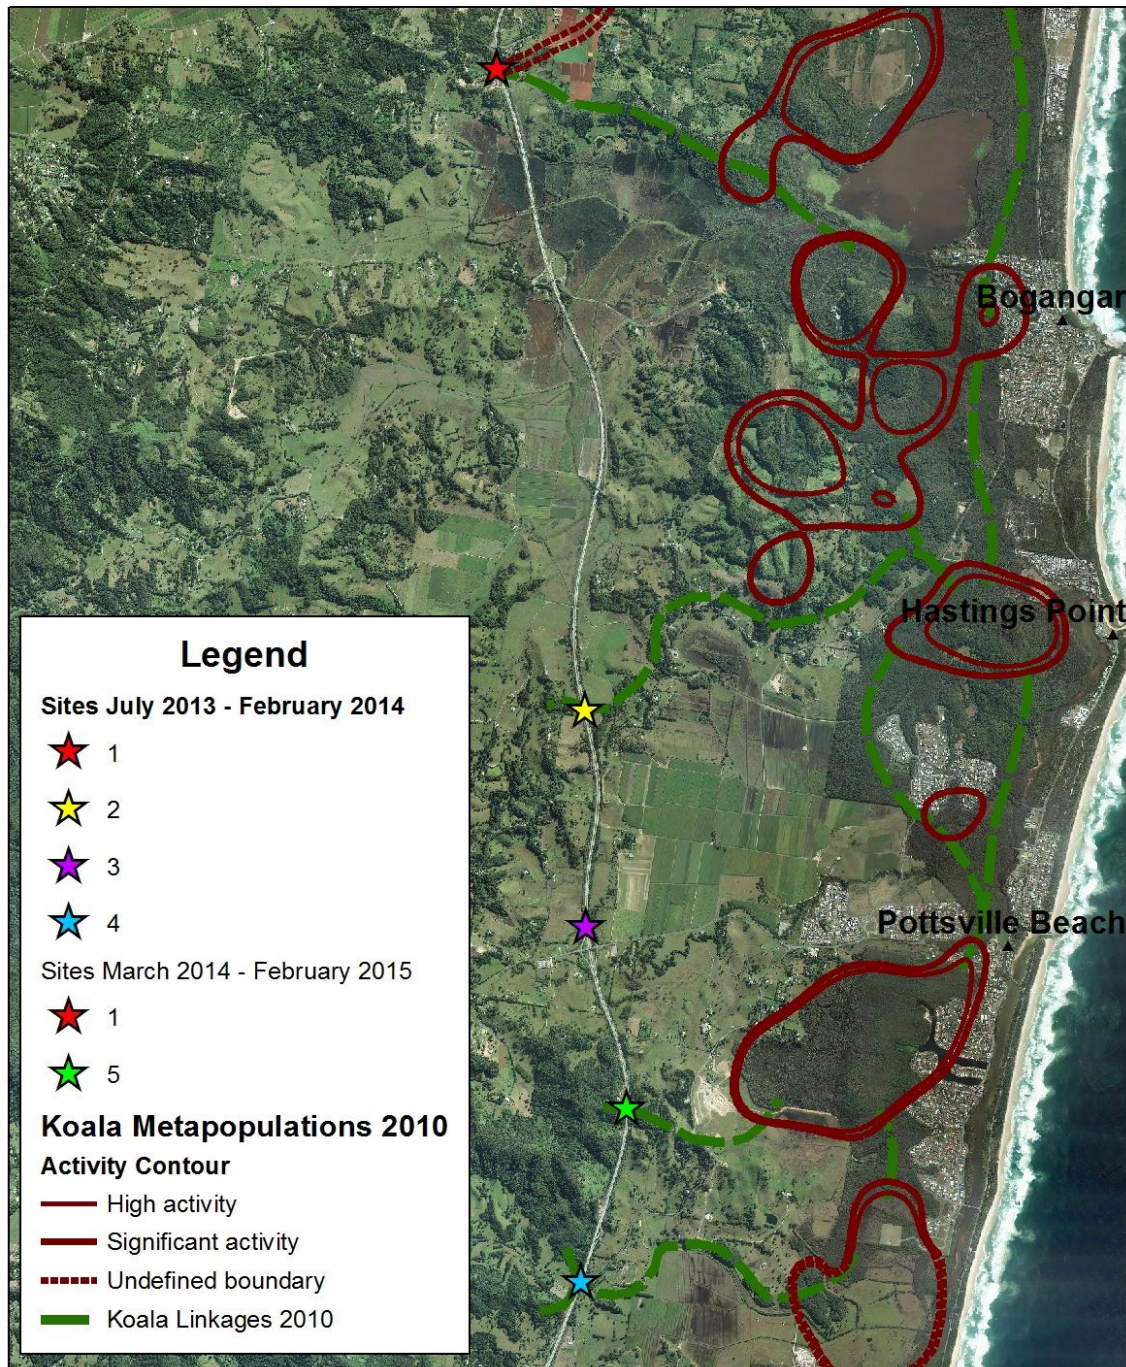 Bogangar
Hastings Point
Pottsville Beach
Legend
Sites July 2013 - February 2014
1
2
3
4
Sites March 2014 - February 2015
1
5
Koala Metapopulations 2010
Activity Contour
High activity
Significant activity
Undefined boundary
Koala Linkages 2010